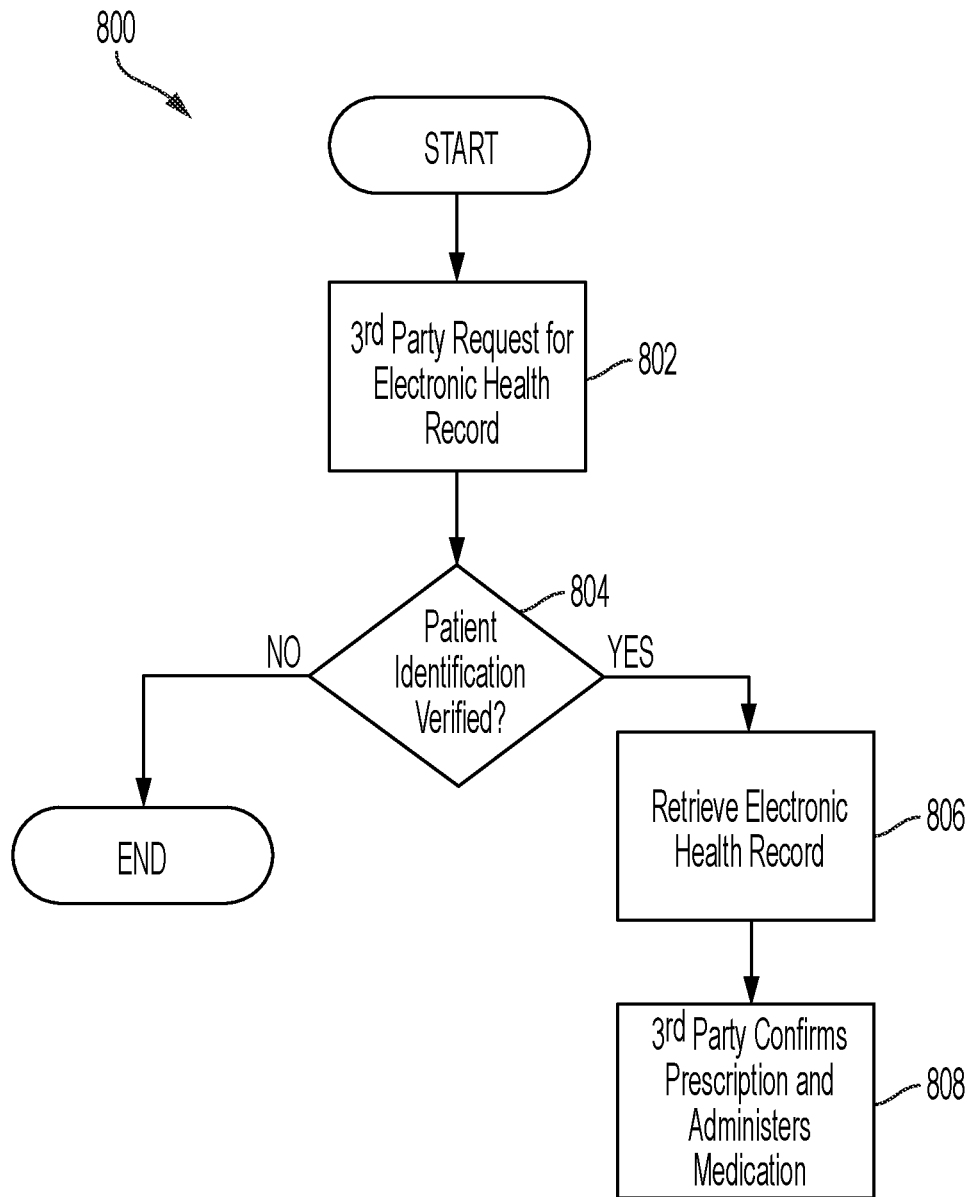 800
START
3rd Party Request for
Electronic Health
Record
802
804
Patient
Identification
Verified?
NO
YES
END
Retrieve Electronic
Health Record
806
3rd Party Confirms
Prescription and
Administers
Medication
808